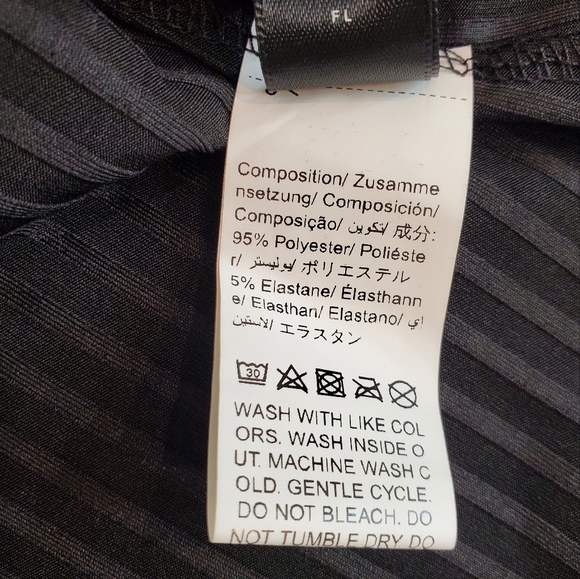 FL
Composition/ Zusamme
nsetzung/ Composición/
Composição/ تكوين/ 成分:
95% Polyester/ Poliéste
r/ بوليستر/ ポリエステル
5% Elastane/ Élasthann
e/ Elasthan/ Elastano/ إي
لاستين/ エラスタン
30
WASH WITH LIKE COL
ORS. WASH INSIDE O
UT. MACHINE WASH C
OLD. GENTLE CYCLE.
DO NOT BLEACH. DO
NOT TUMBLE DRY DO